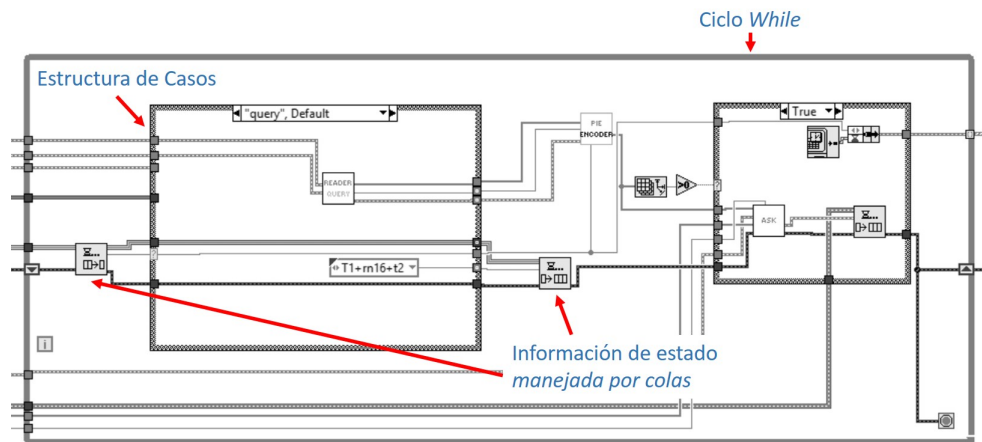 Ciclo While
Estructura de Casos
"query", Default
True
PIE
ENCODER
READER
QUERY
>0
ASK
T1+rn16+t2
i
Información de estado
manejada por colas